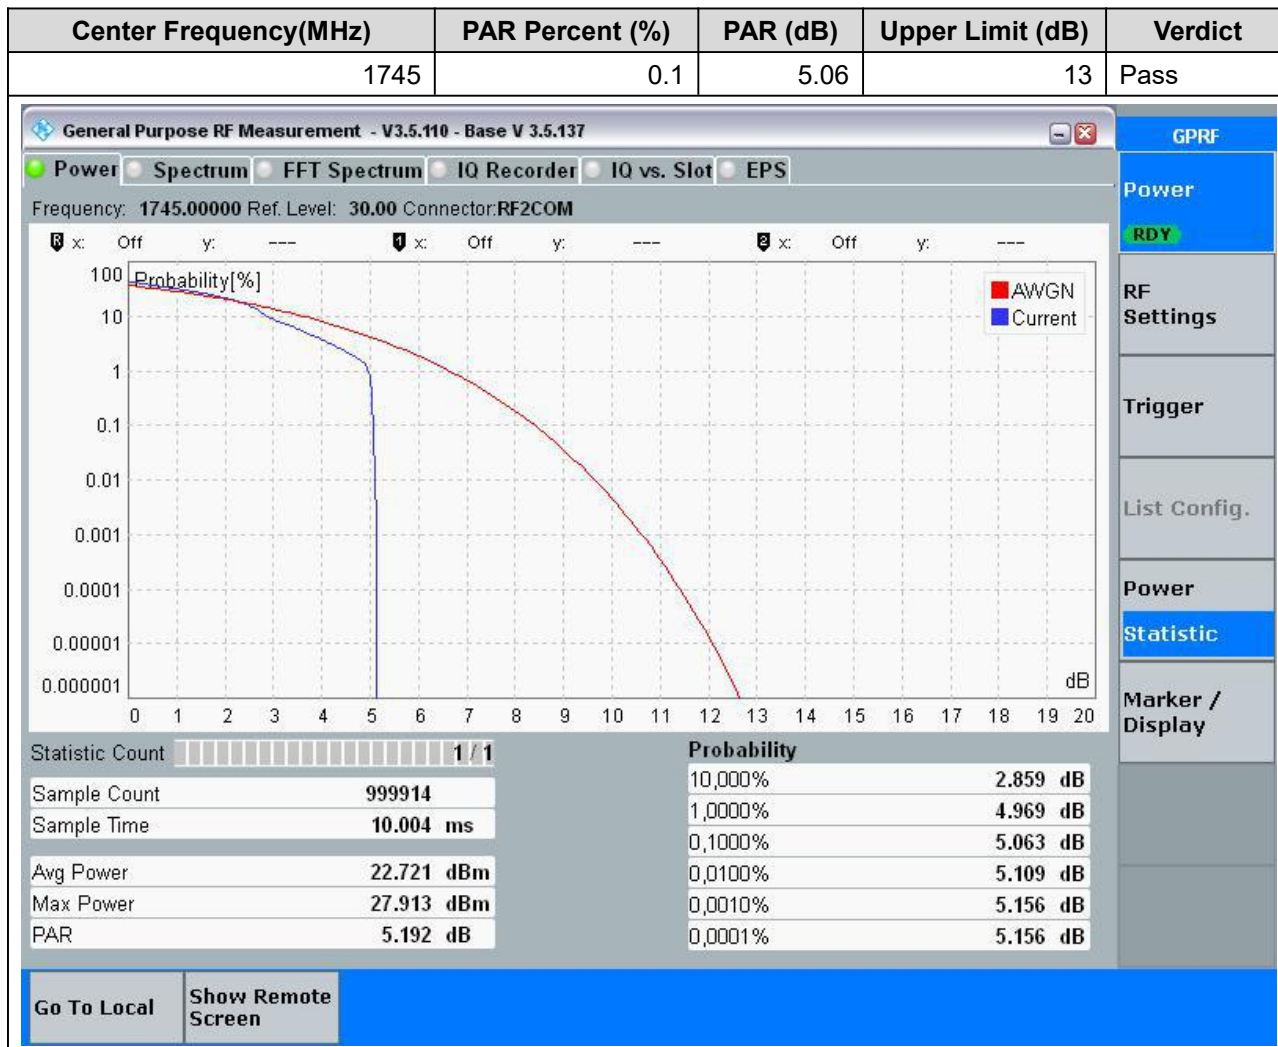 Center Frequency(MHz) PAR Percent (%) PAR (dB) Upper Limit (dB) Verdict
1745 0.1 5.06 13 Pass
General Purpose RF Measurement - V3.5.110 - Base V 3.5.137
GPRF
Power Spectrum FFT Spectrum IQ Recorder IQ vs. Slot EPS
Frequency: 1745.00000 Ref. Level: 30.00 Connector:RF2COM
R x: Off y: --- 1 x: Off y: --- 2 x: Off y: ---
Probability[%]
100
10
1
0.1
0.01
0.001
0.0001
0.00001
0.000001
AWGN
Current
dB
0 1 2 3 4 5 6 7 8 9 10 11 12 13 14 15 16 17 18 19 20
Statistic Count 1 / 1
Sample Count 999914
Sample Time 10.004 ms
Avg Power 22.721 dBm
Max Power 27.913 dBm
PAR 5.192 dB
Probability
10,000% 2.859 dB
1,0000% 4.969 dB
0,1000% 5.063 dB
0,0100% 5.109 dB
0,0010% 5.156 dB
0,0001% 5.156 dB
Power
RDY
RF
Settings
Trigger
List Config.
Power
Statistic
Marker /
Display
Go To Local
Show Remote
Screen